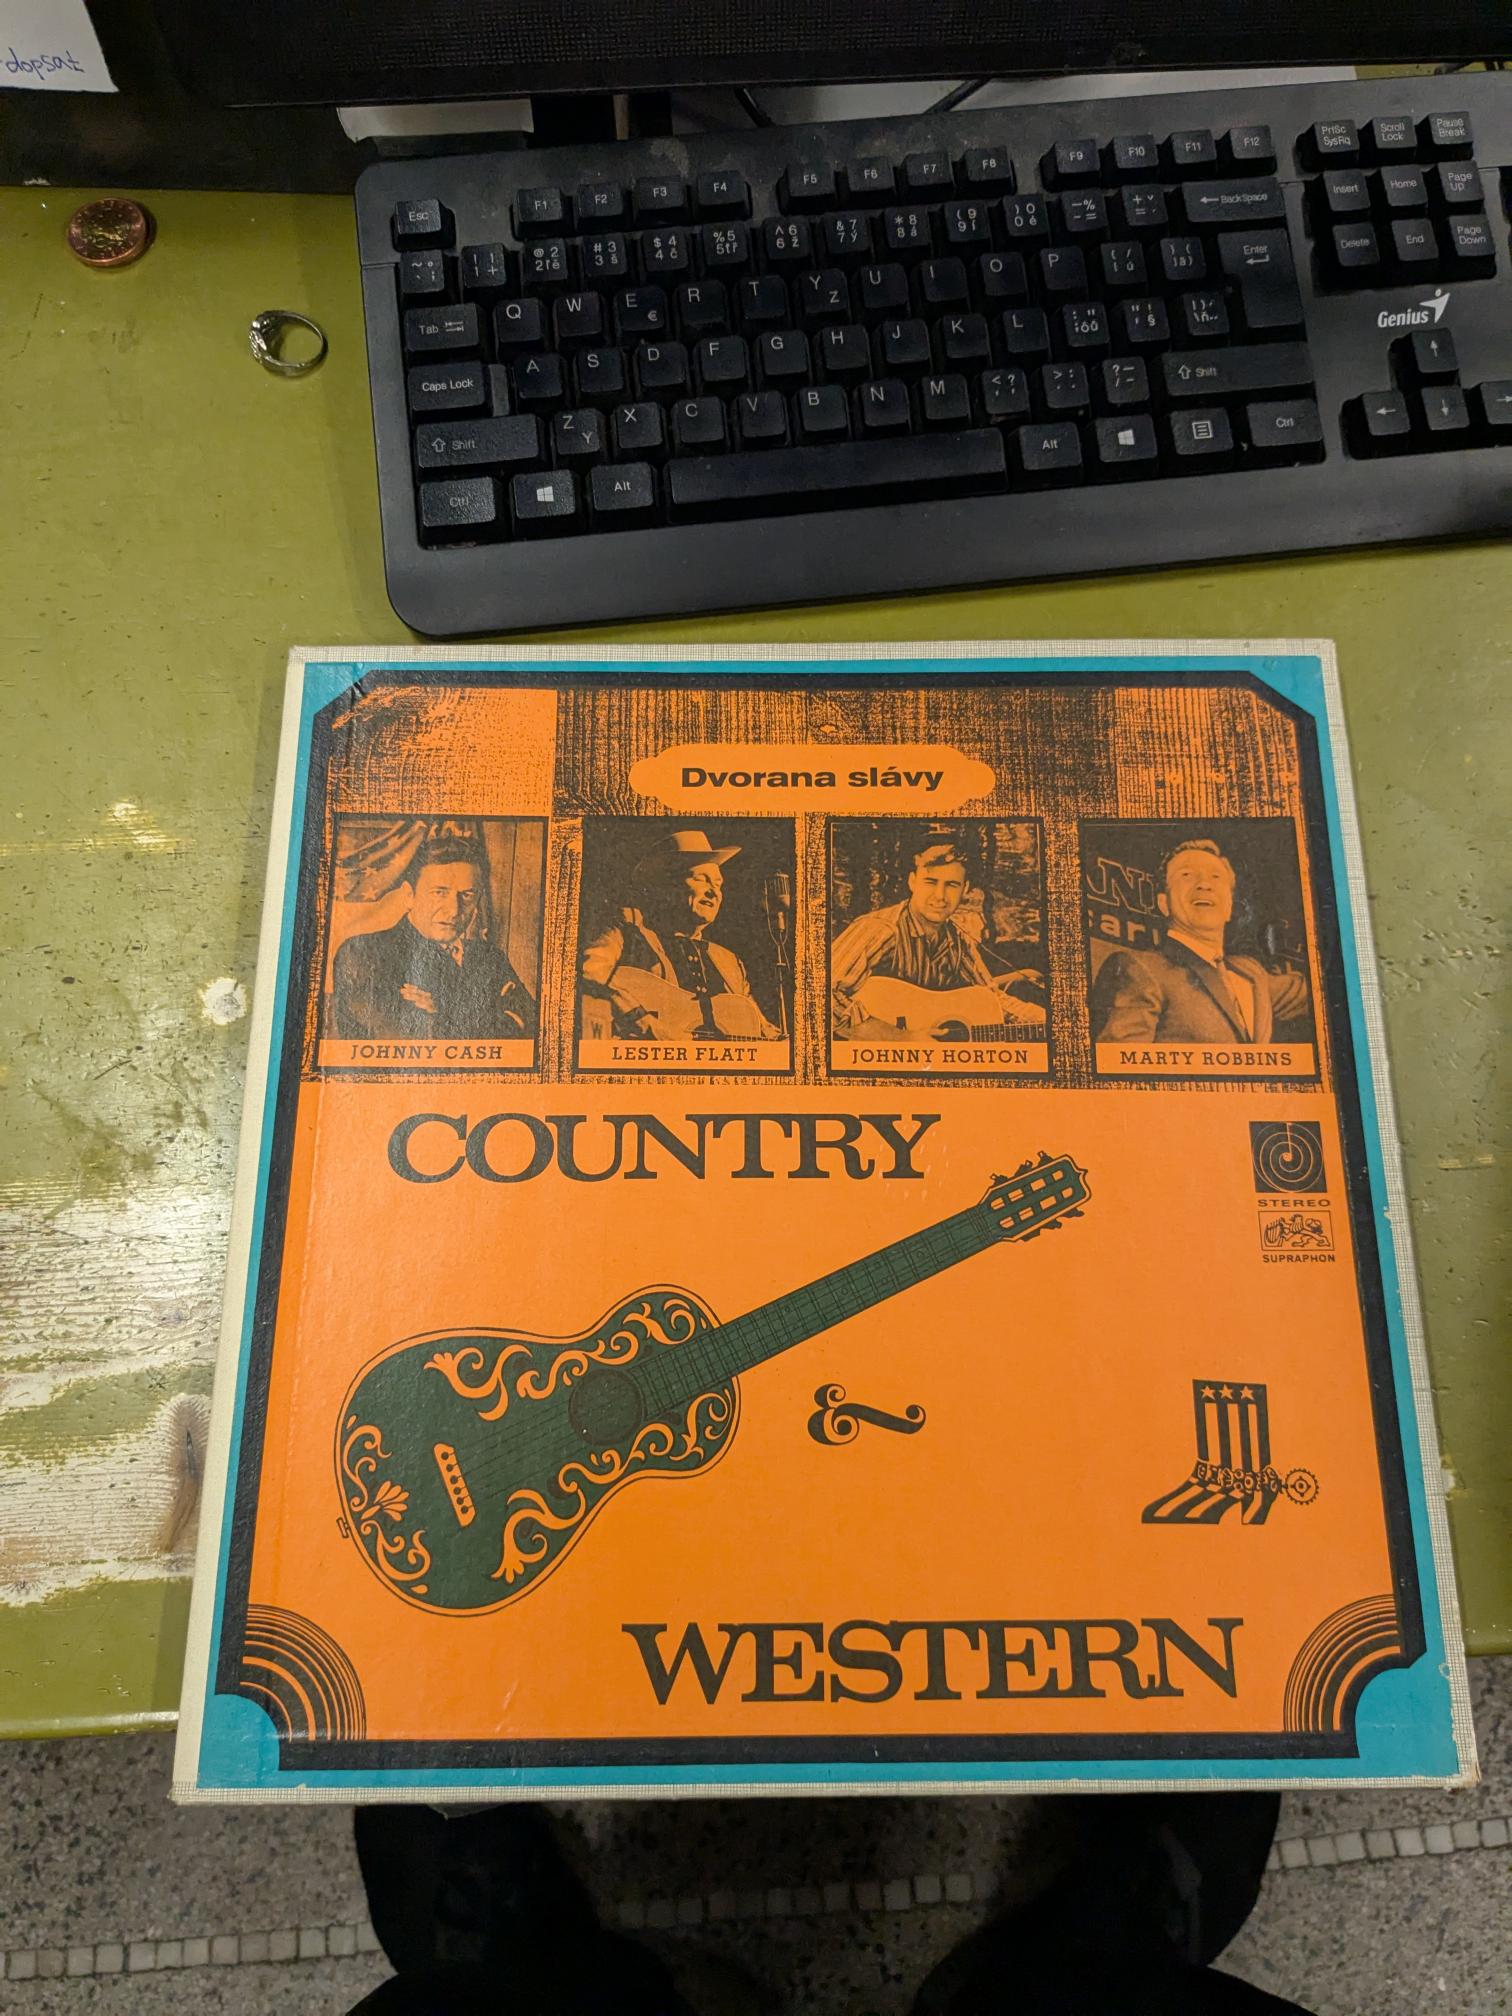 dopsat
Esc F1 F2 F3 F4 F5 F6 F7 F8 F9 F10 F11 F12 PrtSc SysRq Scroll Lock Pause Break
BackSpace Insert Home Page Up
Tab Q W E € R T Y Z U I O P Enter Delete End Page Down
Caps Lock A S D F G H J K L
Genius
Shift Z Y X C V B N M Shift
Ctrl Alt Alt Ctrl
Dvorana slávy
JOHNNY CASH LESTER FLATT JOHNNY HORTON MARTY ROBBINS
COUNTRY
STEREO
SUPRAPHON
&
WESTERN